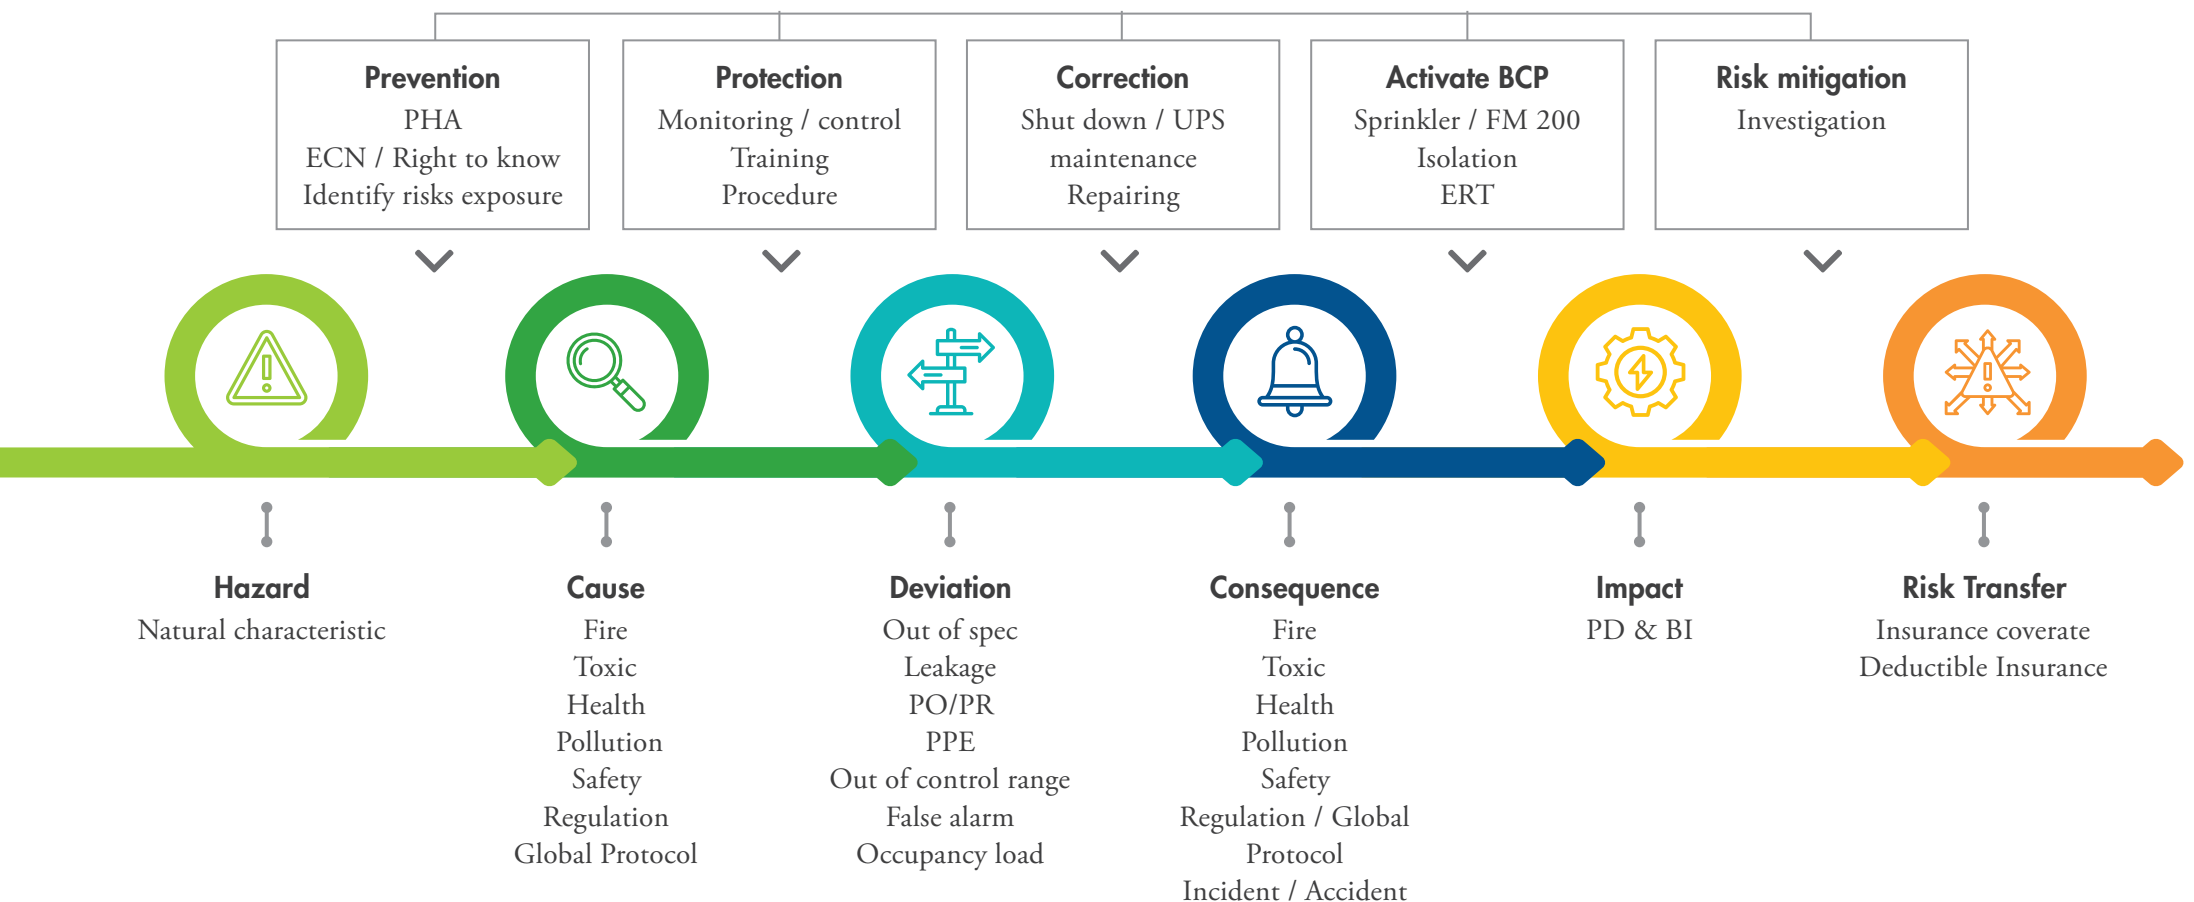 Prevention
PHA
ECN / Right to know
Identify risks exposure
Protection
Monitoring / control
Training
Procedure
Correction
Shut down / UPS
maintenance
Repairing
Activate BCP
Sprinkler / FM 200
Isolation
ERT
Risk mitigation
Investigation
Hazard
Natural characteristic
Cause
Fire
Toxic
Health
Pollution
Safety
Regulation
Global Protocol
Deviation
Out of spec
Leakage
PO/PR
PPE
Out of control range
False alarm
Occupancy load
Consequence
Fire
Toxic
Health
Pollution
Safety
Regulation / Global
Protocol
Incident / Accident
Impact
PD & BI
Risk Transfer
Insurance coverate
Deductible Insurance